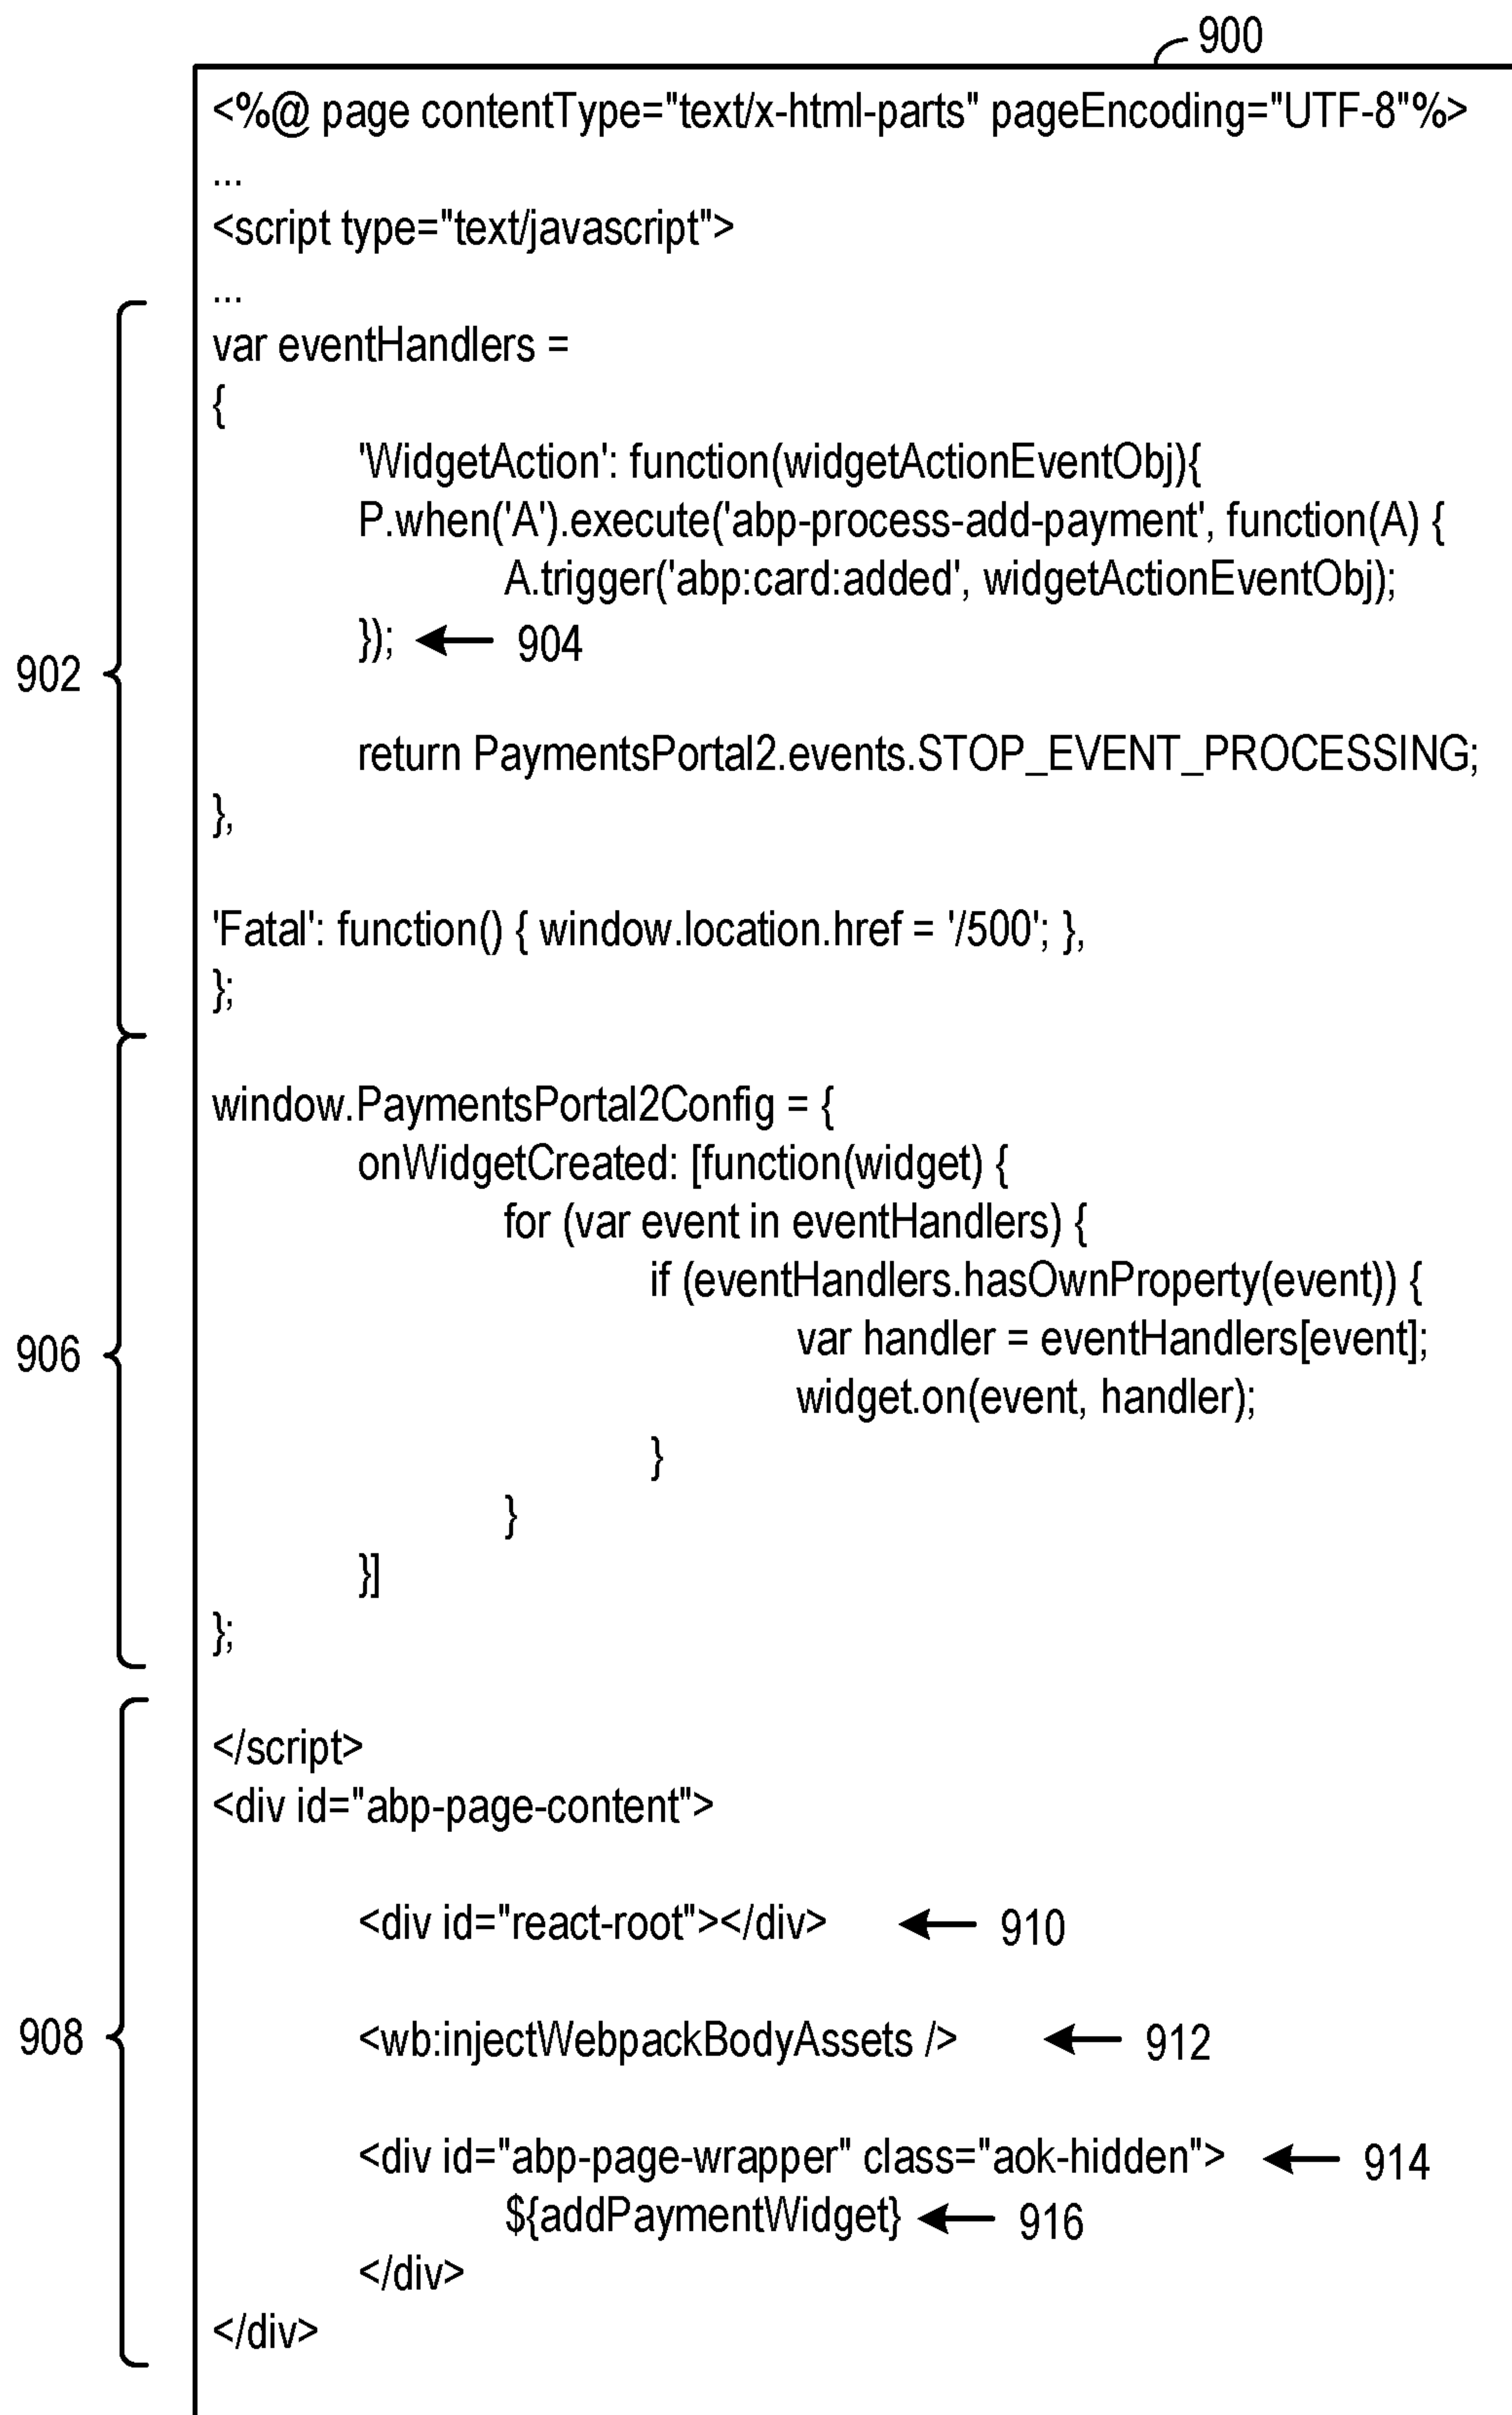 900
<%@ page contentType="text/x-html-parts" pageEncoding="UTF-8"%>
...
<script type="text/javascript">
...
var eventHandlers =
{
'WidgetAction': function(widgetActionEventObj){
P.when('A').execute('abp-process-add-payment', function(A) {
A.trigger('abp:card:added', widgetActionEventObj);
}); 904
902
return PaymentsPortal2.events.STOP_EVENT_PROCESSING;
},
'Fatal': function() { window.location.href = '/500'; },
};
window.PaymentsPortal2Config = {
onWidgetCreated: [function(widget) {
for (var event in eventHandlers) {
if (eventHandlers.hasOwnProperty(event)) {
906
var handler = eventHandlers[event];
widget.on(event, handler);
}
}
}]
};
</script>
<div id="abp-page-content">
<div id="react-root"></div> 910
908
<wb:injectWebpackBodyAssets /> 912
<div id="abp-page-wrapper" class="aok-hidden"> 914
${addPaymentWidget} 916
</div>
</div>